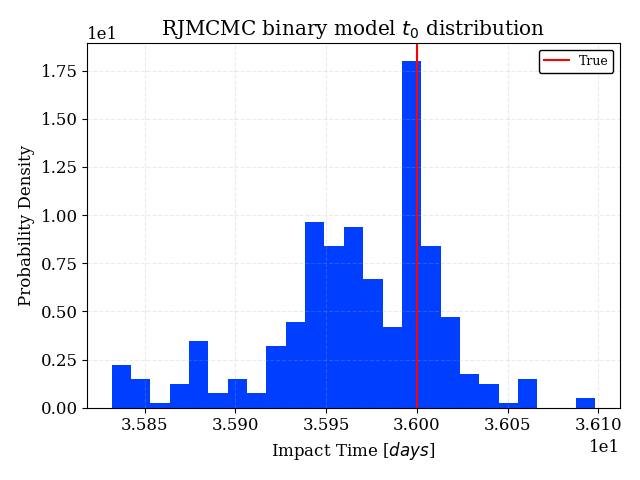 RJMCMC binary model t₀ distribution
1e1
True
1.75
1.50
1.25
1.00
0.75
0.50
0.25
0.00
Probability Density
3.585 3.590 3.595 3.600 3.605 3.610
1e1
Impact Time [days]